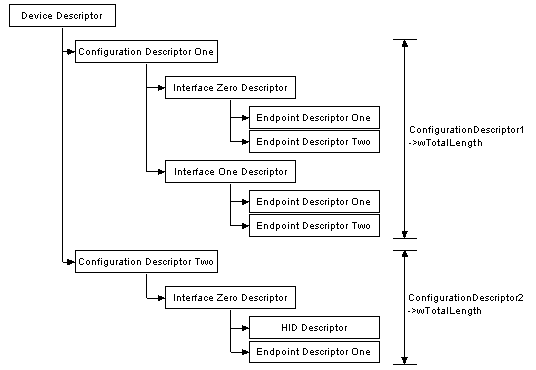 Device Descriptor
Configuration Descriptor One
Interface Zero Descriptor
Endpoint Descriptor One
Endpoint Descriptor Two
Interface One Descriptor
Endpoint Descriptor One
Endpoint Descriptor Two
ConfigurationDescriptor1
->wTotalLength
Configuration Descriptor Two
Interface Zero Descriptor
HID Descriptor
Endpoint Descriptor One
ConfigurationDescriptor2
->wTotalLength